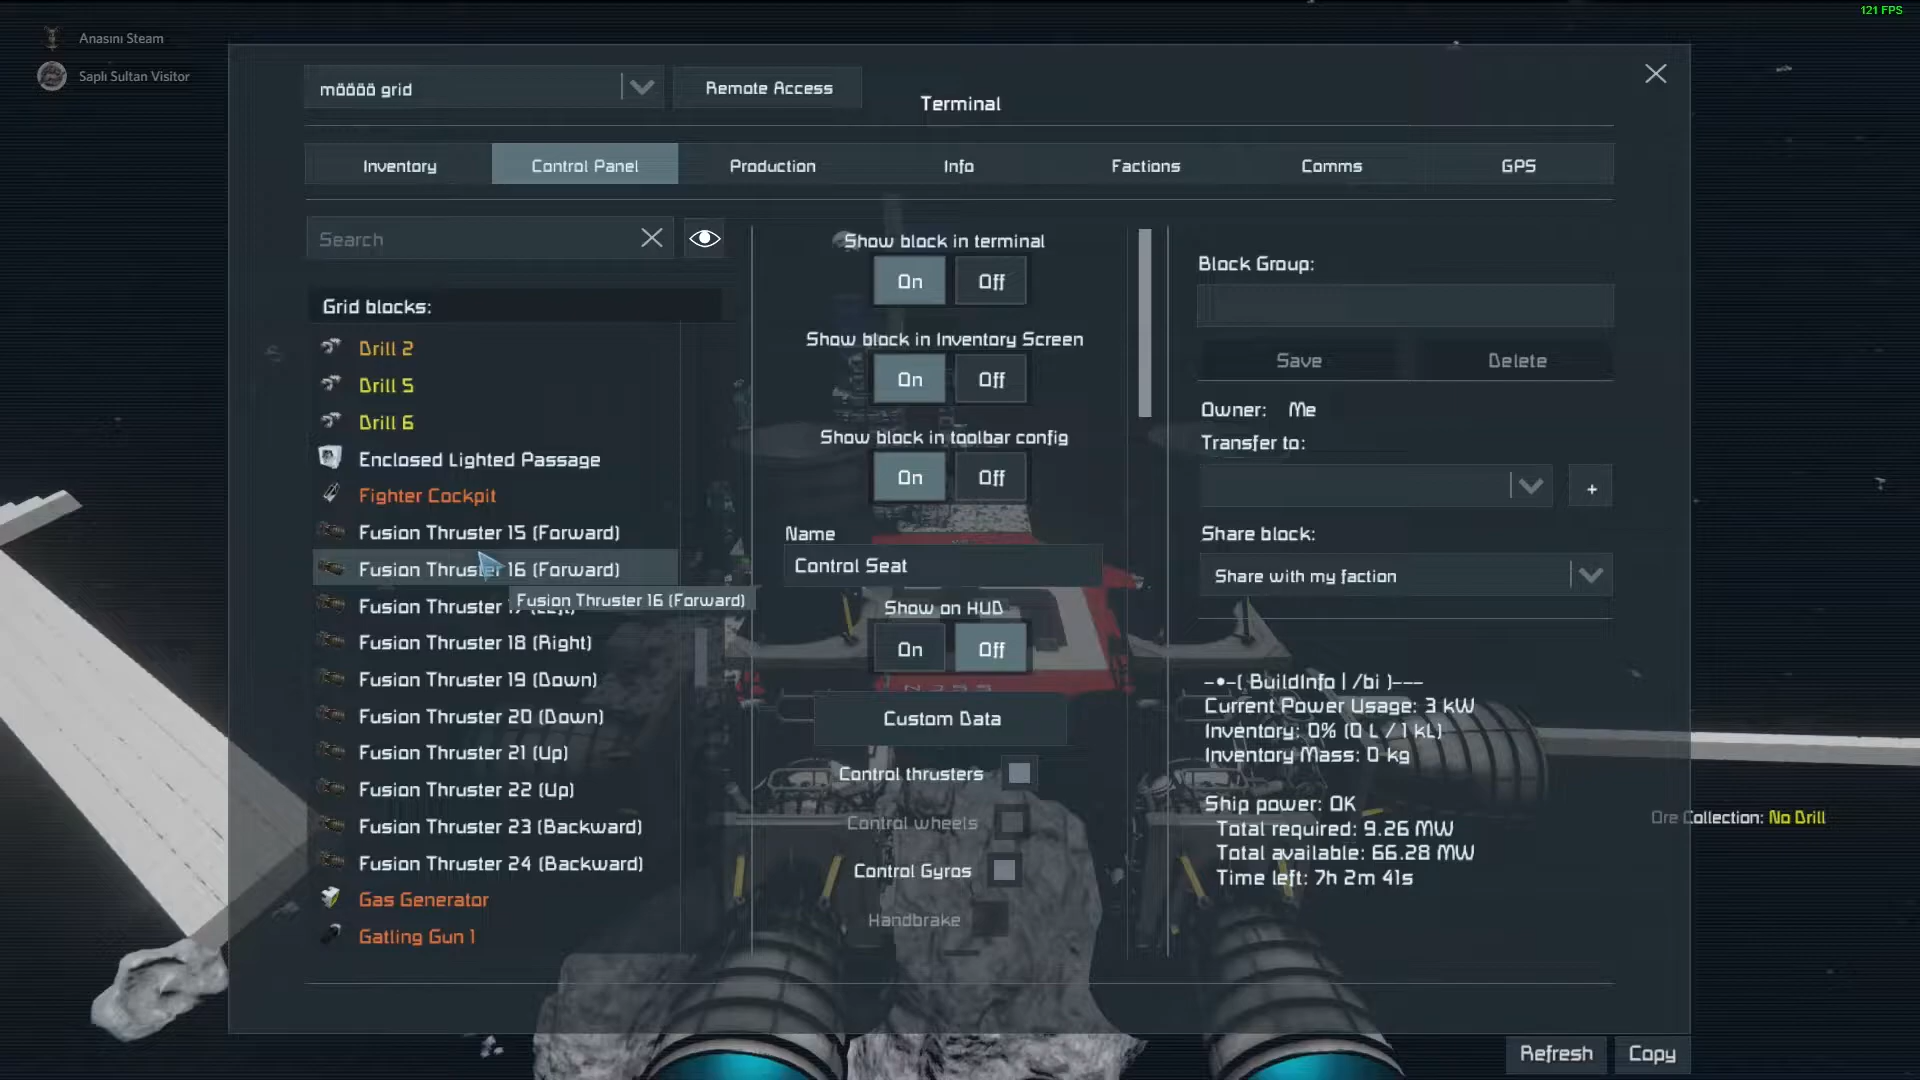 121 FPS
Anasını Steam
Saplı Sultan Visitor
möööö grid
Remote Access
Terminal
Inventory
Control Panel
Production
Info
Factions
Comms
GPS
Search
Grid blocks:
Drill 2
Drill 5
Drill 6
Enclosed Lighted Passage
Fighter Cockpit
Fusion Thruster 15 (Forward)
Fusion Thruster 16 (Forward)
Fusion Thruster 16 (Forward)
Fusion Thruster
Fusion Thruster 18 (Right)
Fusion Thruster 19 (Down)
Fusion Thruster 20 (Down)
Fusion Thruster 21 (Up)
Fusion Thruster 22 (Up)
Fusion Thruster 23 (Backward)
Fusion Thruster 24 (Backward)
Gas Generator
Gatling Gun 1
Show block in terminal
On Off
Show block in Inventory Screen
On Off
Show block in toolbar config
On Off
Name
Control Seat
Show on HUD
On Off
Custom Data
Control thrusters
Control wheels
Control Gyros
Handbrake
Block Group:
Save
Delete
Owner: Me
Transfer to:
+
Share block:
Share with my faction
-•-( BuildInfo | /bi )---
Current Power Usage: 3 kW
Inventory: 0% (0 L / 1 kL)
Inventory Mass: 0 kg
Ship power: OK
Total required: 9.26 MW
Total available: 66.28 MW
Time left: 7h 2m 41s
Ore Collection: No Drill
Refresh
Copy